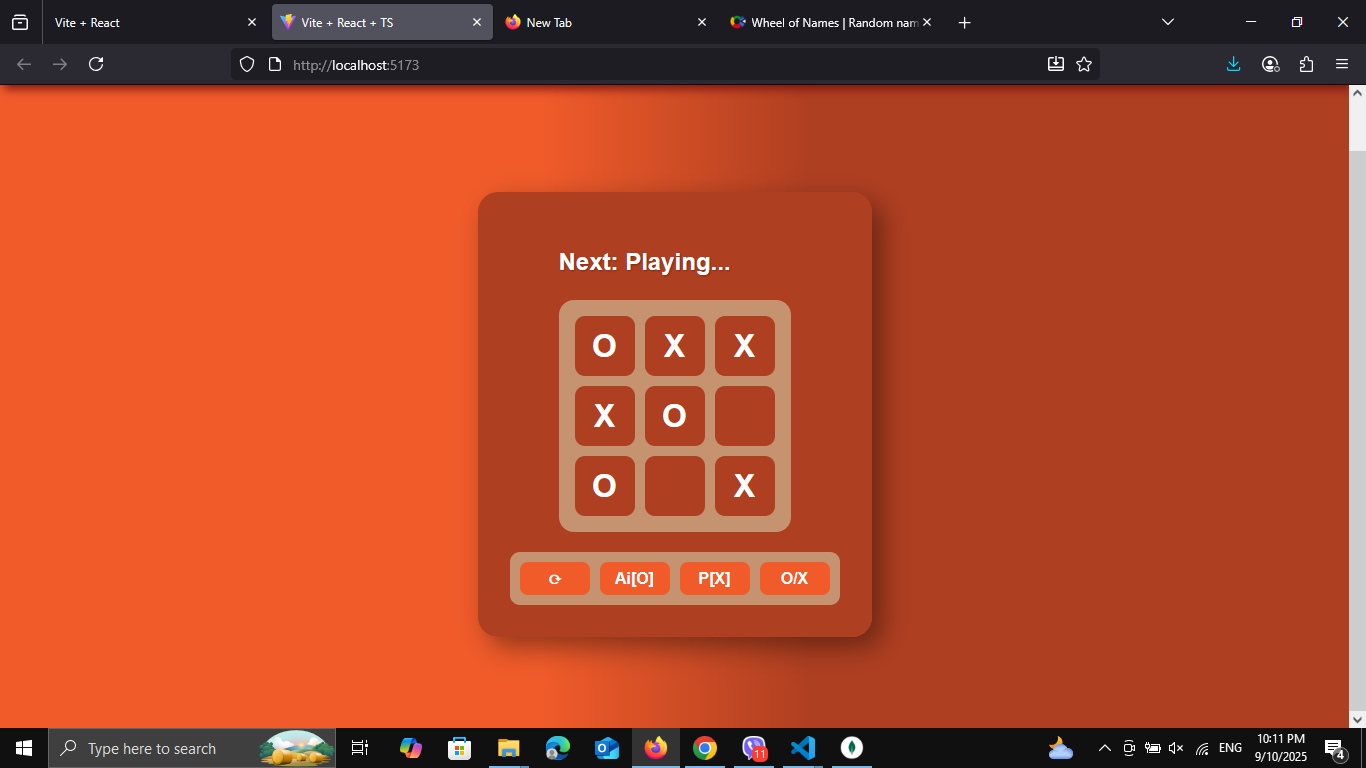 Vite + React
Vite + React + TS
New Tab
Wheel of Names | Random nam
http://localhost:5173
Next: Playing...
O X X
X O
O X
⟳ Ai[O] P[X] O/X
Type here to search
11
ENG
10:11 PM
9/10/2025
4